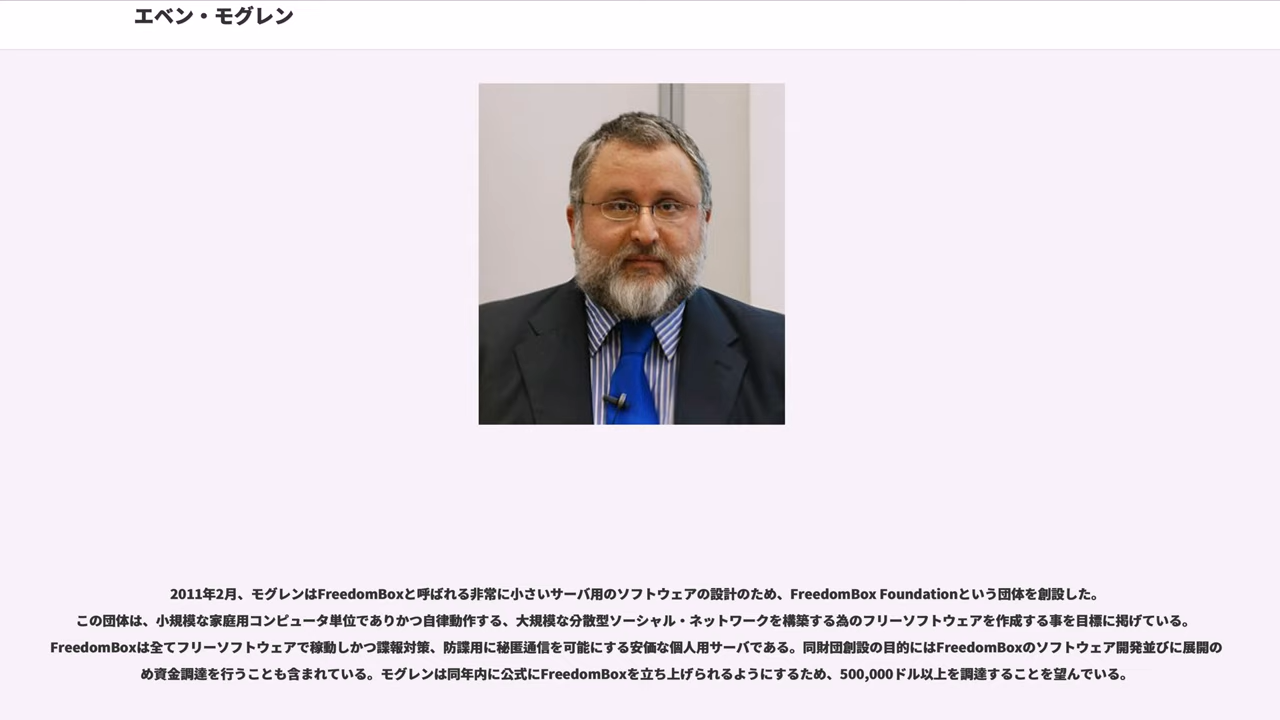 エベン・モグレン
2011年2月、モグレンはFreedomBoxと呼ばれる非常に小さいサーバ用のソフトウェアの設計のため、FreedomBox Foundationという団体を創設した。
この団体は、小規模な家庭用コンピュータ単位でありかつ自律動作する、大規模な分散型ソーシャル・ネットワークを構築する為のフリーソフトウェアを作成する事を目標に掲げている。
FreedomBoxは全てフリーソフトウェアで稼動しかつ諜報対策、防諜用に秘匿通信を可能にする安価な個人用サーバである。同財団創設の目的にはFreedomBoxのソフトウェア開発並びに展開の
め資金調達を行うことも含まれている。モグレンは同年内に公式にFreedomBoxを立ち上げられるようにするため、500,000ドル以上を調達することを望んでいる。